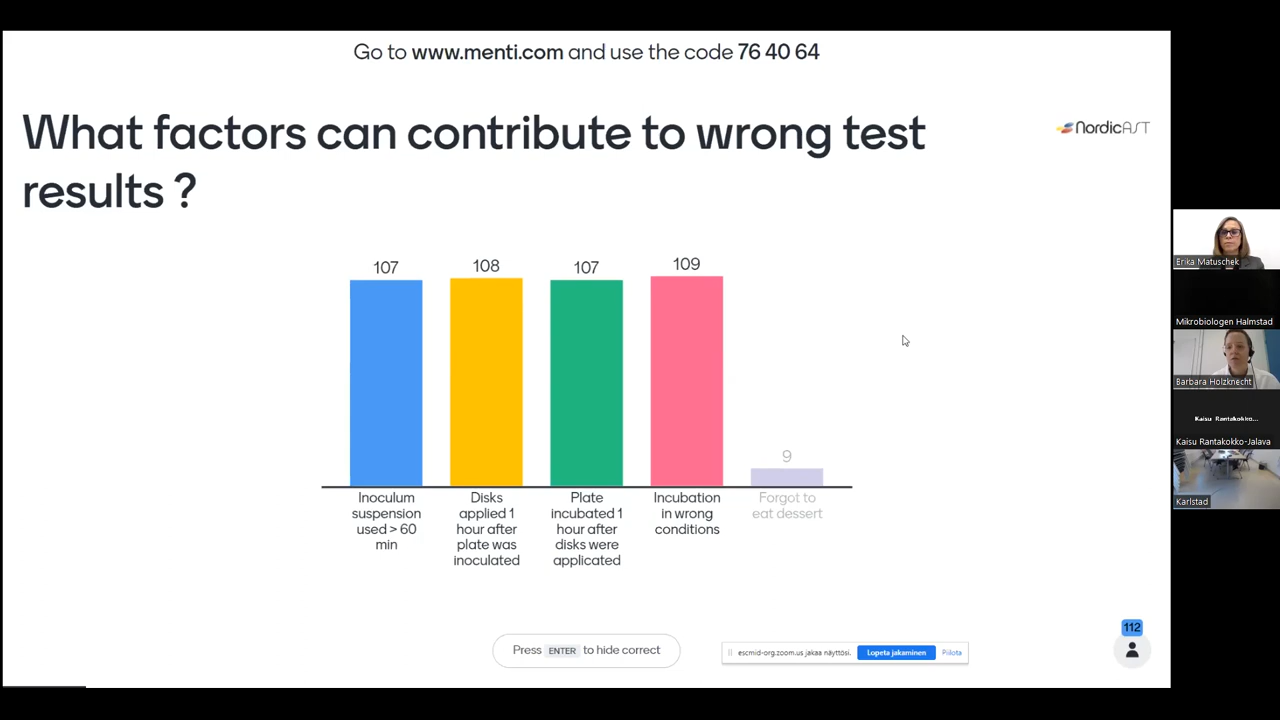 Go to www.menti.com and use the code 76 40 64
What factors can contribute to wrong test
results ?
NordicAST
107
108
107
109
9
Inoculum
suspension
used > 60
min
Disks
applied 1
hour after
plate was
inoculated
Plate
incubated 1
hour after
disks were
applicated
Incubation
in wrong
conditions
Forgot to
eat dessert
Press ENTER to hide correct
escmid-org.zoom.us jakaa näyttösi.
Lopeta jakaminen
Piilota
112
Erika Matuschek
Mikrobiologen Halmstad
Barbara Holzknecht
Kaisu Rantakokko...
Kaisu Rantakokko-Jalava
Karlstad